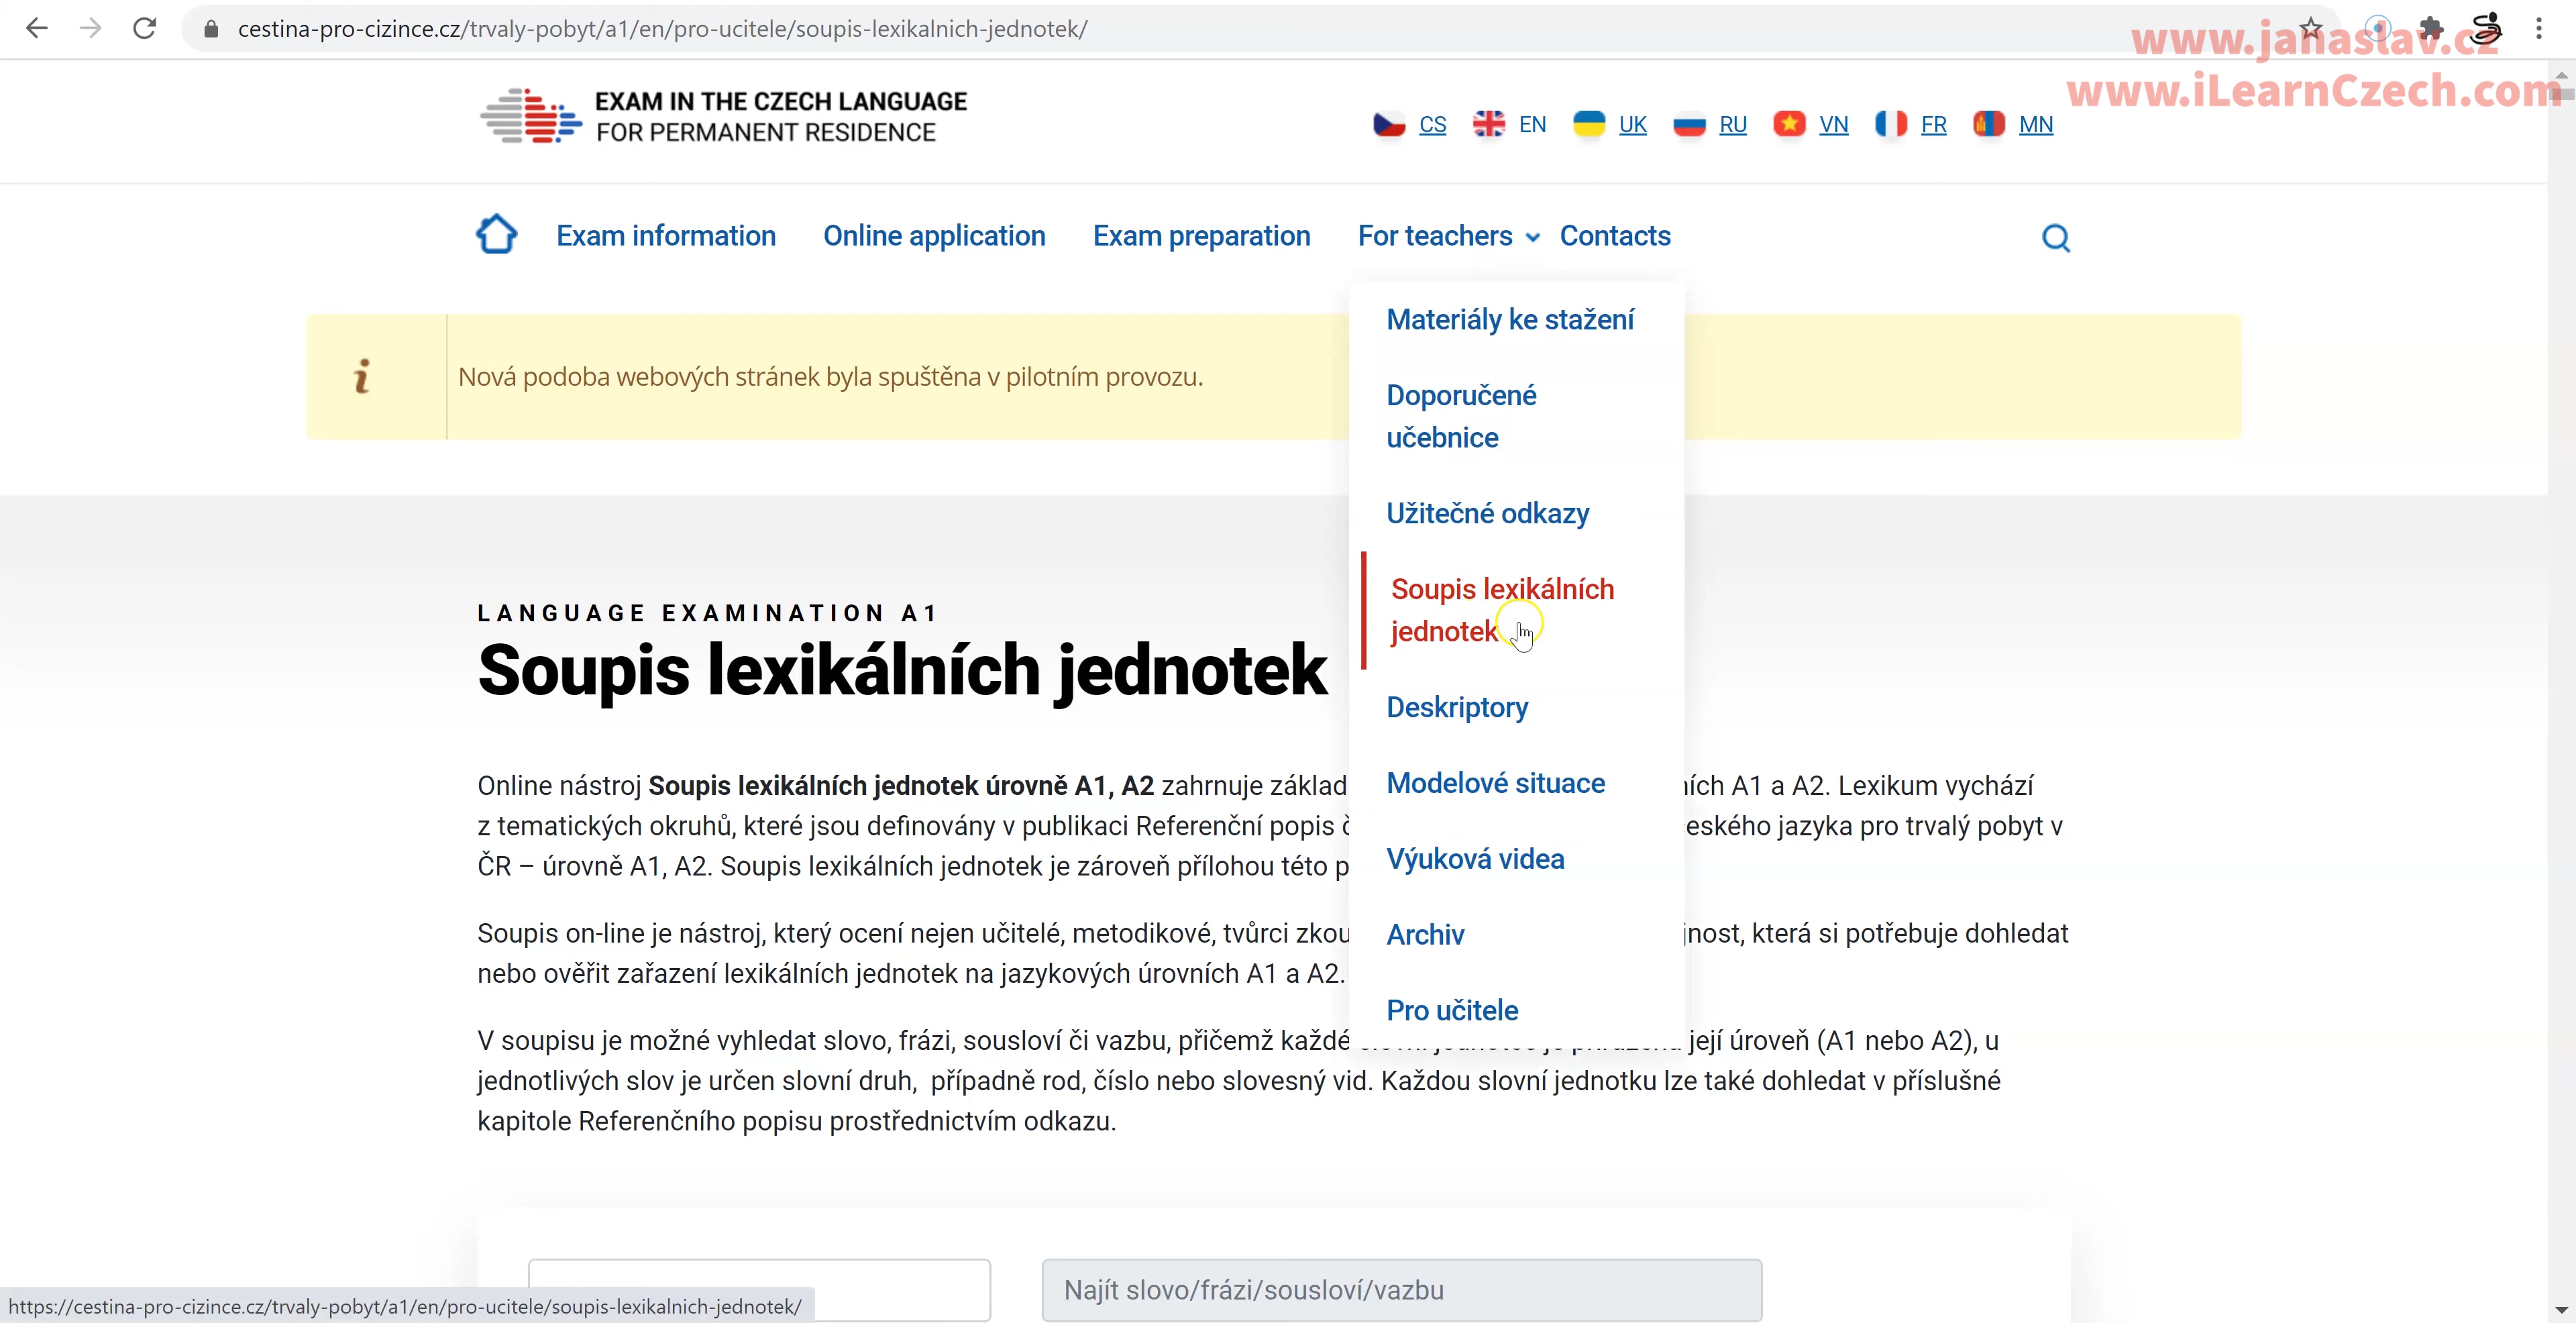 cestina-pro-cizince.cz/trvaly-pobyt/a1/en/pro-ucitele/soupis-lexikalnich-jednotek/
www.janaslav.cz
www.iLearnCzech.com
EXAM IN THE CZECH LANGUAGE
FOR PERMANENT RESIDENCE
CS EN UK RU VN FR MN
Exam information Online application Exam preparation For teachers Contacts
Materiály ke stažení
Doporučené
učebnice
Užitečné odkazy
Soupis lexikálních
jednotek
Deskriptory
Modelové situace
Výuková videa
Archiv
Pro učitele
Nová podoba webových stránek byla spuštěna v pilotním provozu.
LANGUAGE EXAMINATION A1
Soupis lexikálních jednotek
Online nástroj Soupis lexikálních jednotek úrovně A1, A2 zahrnuje základ ích A1 a A2. Lexikum vychází
z tematických okruhů, které jsou definovány v publikaci Referenční popis č eského jazyka pro trvalý pobyt v
ČR – úrovně A1, A2. Soupis lexikálních jednotek je zároveň přílohou této p
Soupis on-line je nástroj, který ocení nejen učitelé, metodikové, tvůrci zkou jnost, která si potřebuje dohledat
nebo ověřit zařazení lexikálních jednotek na jazykových úrovních A1 a A2.
V soupisu je možné vyhledat slovo, frázi, sousloví či vazbu, přičemž každé její úroveň (A1 nebo A2), u
jednotlivých slov je určen slovní druh, případně rod, číslo nebo slovesný vid. Každou slovní jednotku lze také dohledat v příslušné
kapitole Referenčního popisu prostřednictvím odkazu.
Najít slovo/frázi/sousloví/vazbu
https://cestina-pro-cizince.cz/trvaly-pobyt/a1/en/pro-ucitele/soupis-lexikalnich-jednotek/